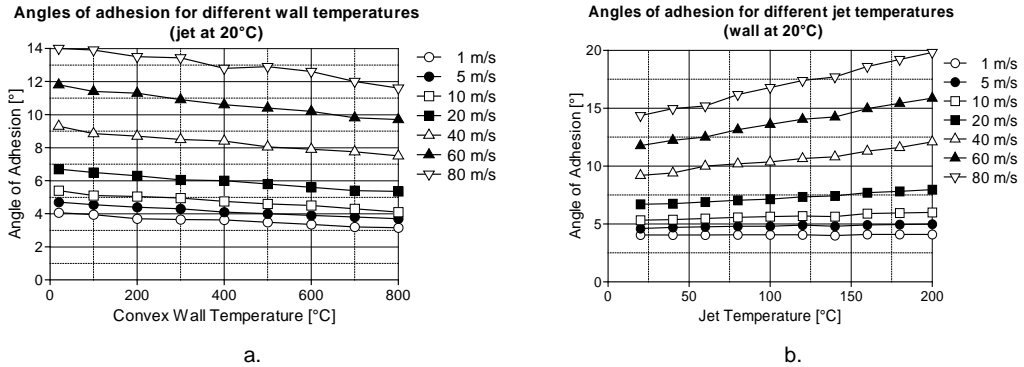 Angles of adhesion for different wall temperatures
(jet at 20°C)
14
12
10
8
6
4
2
0
Angle of Adhesion [°]
0 200 400 600 800
Convex Wall Temperature [°C]
1 m/s
5 m/s
10 m/s
20 m/s
40 m/s
60 m/s
80 m/s
a.
Angles of adhesion for different jet temperatures
(wall at 20°C)
20
15
10
5
0
Angle of Adhesion [°]
0 50 100 150 200
Jet Temperature [°C]
1 m/s
5 m/s
10 m/s
20 m/s
40 m/s
60 m/s
80 m/s
b.